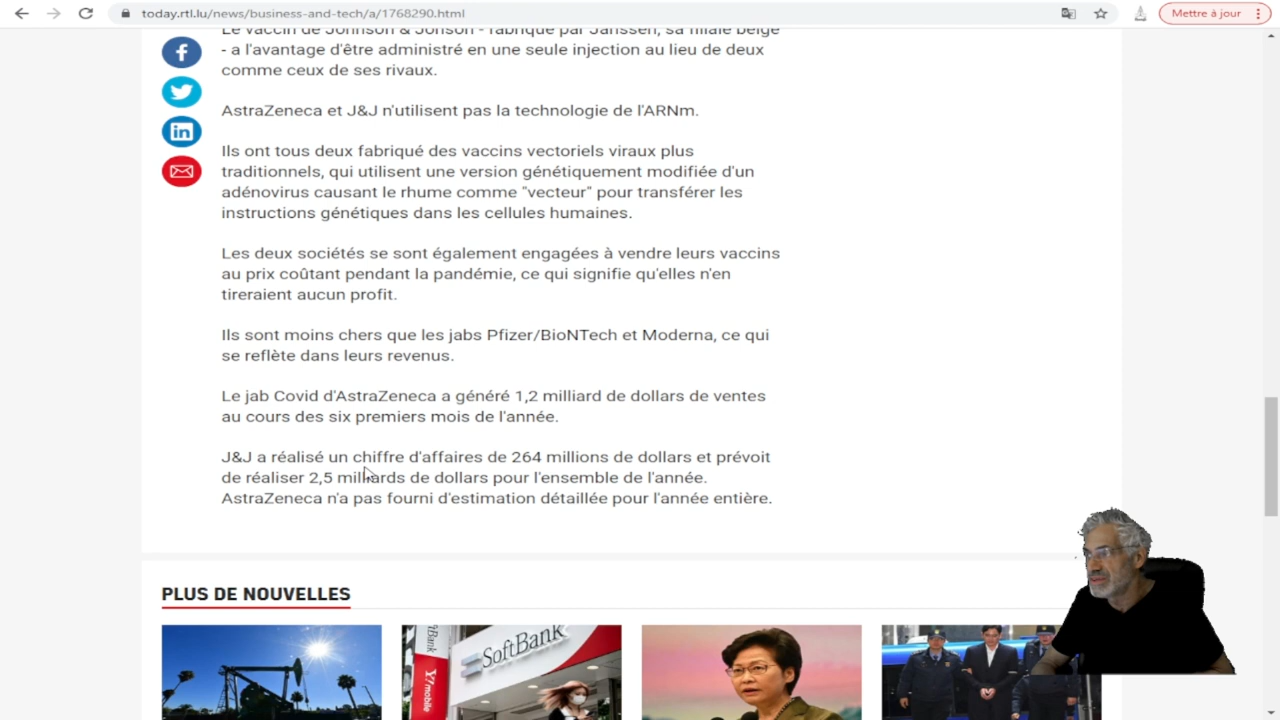 today.rtl.lu/news/business-and-tech/a/1768290.html
Mettre à jour
Le vaccin de Johnson & Jonson - fabriqué par Janssen, sa filiale belge
- a l'avantage d'être administré en une seule injection au lieu de deux
comme ceux de ses rivaux.
AstraZeneca et J&J n'utilisent pas la technologie de l'ARNm.
Ils ont tous deux fabriqué des vaccins vectoriels viraux plus
traditionnels, qui utilisent une version génétiquement modifiée d'un
adénovirus causant le rhume comme "vecteur" pour transférer les
instructions génétiques dans les cellules humaines.
Les deux sociétés se sont également engagées à vendre leurs vaccins
au prix coûtant pendant la pandémie, ce qui signifie qu'elles n'en
tireraient aucun profit.
Ils sont moins chers que les jabs Pfizer/BioNTech et Moderna, ce qui
se reflète dans leurs revenus.
Le jab Covid d'AstraZeneca a généré 1,2 milliard de dollars de ventes
au cours des six premiers mois de l'année.
J&J a réalisé un chiffre d'affaires de 264 millions de dollars et prévoit
de réaliser 2,5 milliards de dollars pour l'ensemble de l'année.
AstraZeneca n'a pas fourni d'estimation détaillée pour l'année entière.
PLUS DE NOUVELLES
SoftBank
Y!mobile